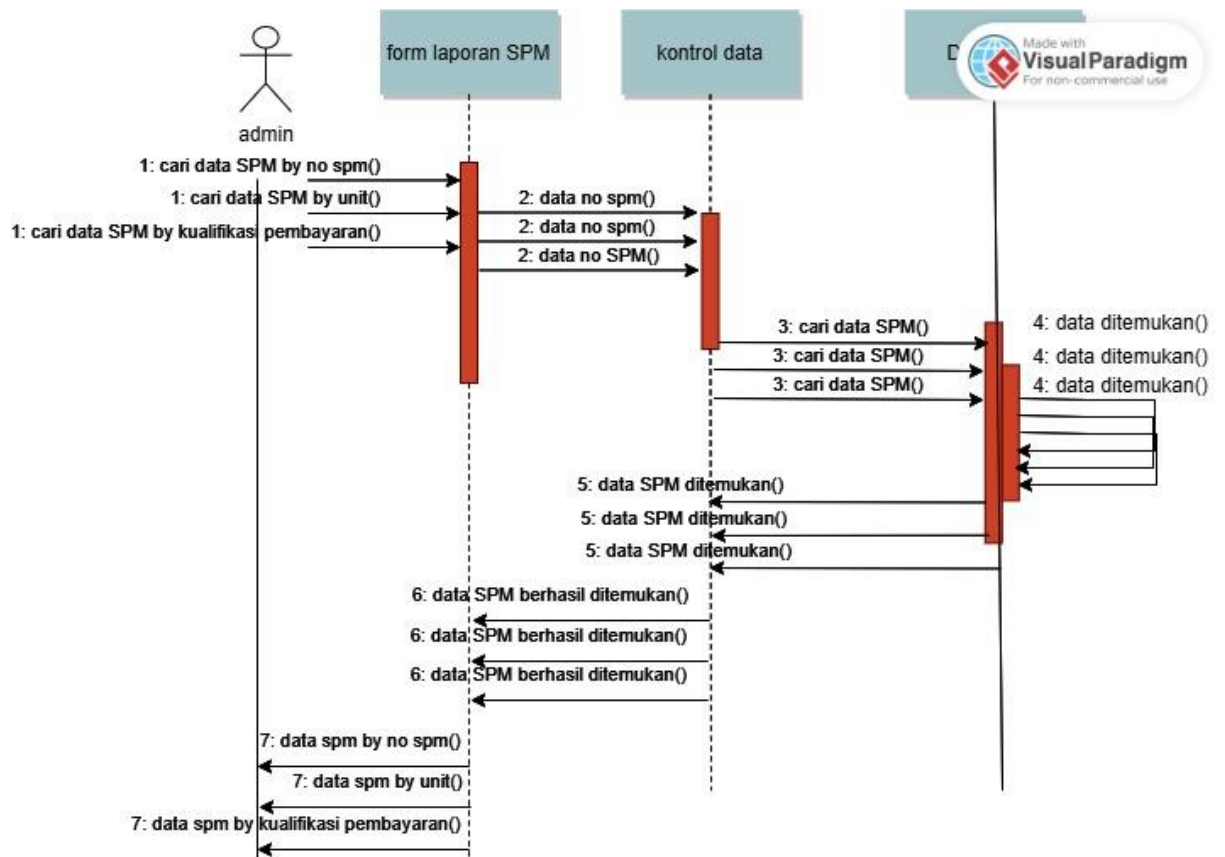 form laporan SPM
kontrol data
Made with
Visual Paradigm
For non-commercial use
admin
1: cari data SPM by no spm()
1: cari data SPM by unit()
2: data no spm()
1: cari data SPM by kualifikasi pembayaran()
2: data no spm()
2: data no SPM()
3: cari data SPM()
4: data ditemukan()
3: cari data SPM()
4: data ditemukan()
3: cari data SPM()
4: data ditemukan()
5: data SPM ditemukan()
5: data SPM ditemukan()
5: data SPM ditemukan()
6: data SPM berhasil ditemukan()
6: data SPM berhasil ditemukan()
6: data SPM berhasil ditemukan()
7: data spm by no spm()
7: data spm by unit()
7: data spm by kualifikasi pembayaran()